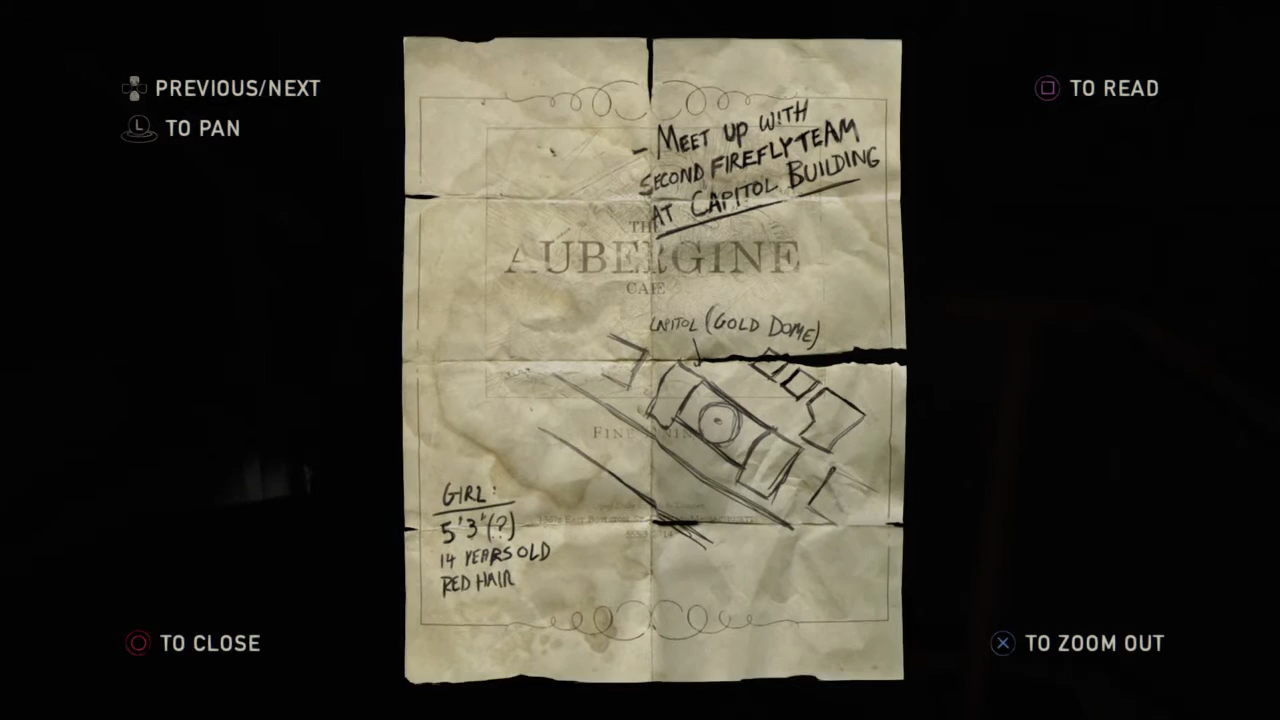 PREVIOUS/NEXT
TO PAN
TO READ
- MEET UP WITH
SECOND FIREFLY TEAM
AT CAPITOL BUILDING
THE
AUBERGINE
CAFE
CAPITOL (GOLD DOME)
FINE DINING
GIRL:
5'3"(?)
14 YEARS OLD
RED HAIR
TO CLOSE
TO ZOOM OUT